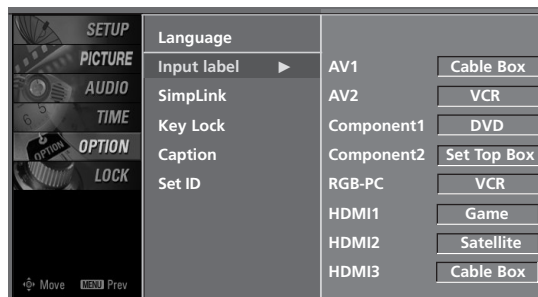 SETUP
PICTURE
AUDIO
TIME
OPTION
LOCK
Move MENU Prev
Language
Input label ►
SimpLink
Key Lock
Caption
Set ID
AV1 Cable Box
AV2 VCR
Component1 DVD
Component2 Set Top Box
RGB-PC VCR
HDMI1 Game
HDMI2 Satellite
HDMI3 Cable Box